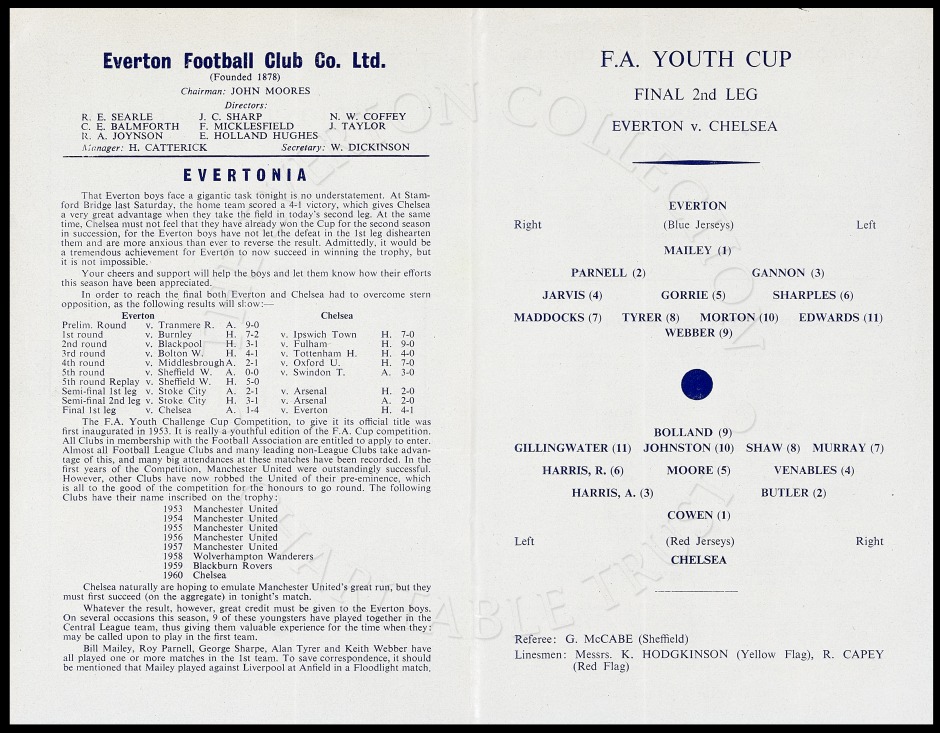 Everton Football Club Co. Ltd.
(Founded 1878)
Chairman: JOHN MOORES
Directors:
R. E. SEARLE J. C. SHARP N. W. COFFEY
C. E. BALMFORTH F. MICKLESFIELD J. TAYLOR
R. A. JOYNSON E. HOLLAND HUGHES
Manager: H. CATTERICK Secretary: W. DICKINSON
EVERTONIA
That Everton boys face a gigantic task tonight is no understatement. At Stam-
ford Bridge last Saturday, the home team scored a 4-1 victory, which gives Chelsea
a very great advantage when they take the field in today's second leg. At the same
time, Chelsea must not feel that they have already won the Cup for the second season
in succession, for the Everton boys have not let the defeat in the 1st leg dishearten
them and are more anxious than ever to reverse the result. Admittedly, it would be
a tremendous achievement for Everton to now succeed in winning the trophy, but
it is not impossible.
Your cheers and support will help the boys and let them know how their efforts
this season have been appreciated.
In order to reach the final both Everton and Chelsea had to overcome stern
opposition, as the following results will show:—
Everton Chelsea
Prelim. Round v. Tranmere R. A. 9-0
1st round v. Burnley H. 7-2 v. Ipswich Town H. 7-0
2nd round v. Blackpool H. 3-1 v. Fulham H. 9-0
3rd round v. Bolton W. H. 4-1 v. Tottenham H. H. 4-0
4th round v. Middlesbrough A. 2-1 v. Oxford U. H. 7-0
5th round v. Sheffield W. A. 0-0 v. Swindon T. A. 3-0
5th round Replay v. Sheffield W. H. 5-0
Semi-final 1st leg v. Stoke City A. 2-1 v. Arsenal H. 2-0
Semi-final 2nd leg v. Stoke City H. 3-1 v. Arsenal A. 2-0
Final 1st leg v. Chelsea A. 1-4 v. Everton H. 4-1
The F.A. Youth Challenge Cup Competition, to give it its official title was
first inaugurated in 1953. It is really a youthful edition of the F.A. Cup competition.
All Clubs in membership with the Football Association are entitled to apply to enter.
Almost all Football League Clubs and many leading non-League Clubs take advan-
tage of this, and many big attendances at these matches have been recorded. In the
first years of the Competition, Manchester United were outstandingly successful.
However, other Clubs have now robbed the United of their pre-eminence, which
is all to the good of the competition for the honours to go round. The following
Clubs have their name inscribed on the trophy:
1953 Manchester United
1954 Manchester United
1955 Manchester United
1956 Manchester United
1957 Manchester United
1958 Wolverhampton Wanderers
1959 Blackburn Rovers
1960 Chelsea
Chelsea naturally are hoping to emulate Manchester United's great run, but they
must first succeed (on the aggregate) in tonight's match.
Whatever the result, however, great credit must be given to the Everton boys.
On several occasions this season, 9 of these youngsters have played together in the
Central League team, thus giving them valuable experience for the time when they
may be called upon to play in the first team.
Bill Mailey, Roy Parnell, George Sharpe, Alan Tyrer and Keith Webber have
all played one or more matches in the 1st team. To save correspondence, it should
be mentioned that Mailey played against Liverpool at Anfield in a Floodlight match.
F.A. YOUTH CUP
FINAL 2nd LEG
EVERTON v. CHELSEA
EVERTON
Right (Blue Jerseys) Left
MAILEY (1)
PARNELL (2) GANNON (3)
JARVIS (4) GORRIE (5) SHARPLES (6)
MADDOCKS (7) TYRER (8) MORTON (10) EDWARDS (11)
WEBBER (9)
BOLLAND (9)
GILLINGWATER (11) JOHNSTON (10) SHAW (8) MURRAY (7)
HARRIS, R. (6) MOORE (5) VENABLES (4)
HARRIS, A. (3) BUTLER (2)
COWEN (1)
Left (Red Jerseys) Right
CHELSEA
Referee: G. McCABE (Sheffield)
Linesmen: Messrs. K. HODGKINSON (Yellow Flag), R. CAPEY
(Red Flag)
EVERTON COLLECTION
CHARITABLE TRUST